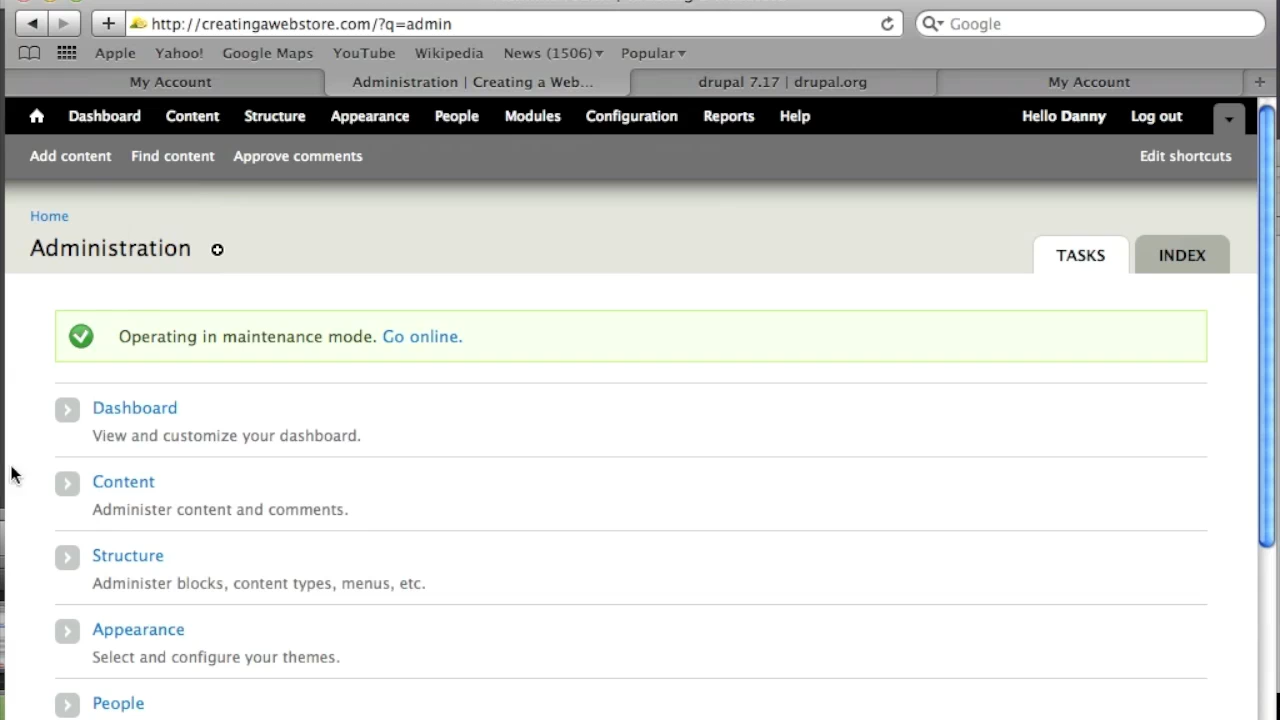 http://creatingawebstore.com/?q=admin
Google
Apple Yahoo! Google Maps YouTube Wikipedia News (1506) Popular
My Account Administration | Creating a Web... drupal 7.17 | drupal.org My Account
Dashboard Content Structure Appearance People Modules Configuration Reports Help Hello Danny Log out
Add content Find content Approve comments Edit shortcuts
Home
Administration TASKS INDEX
Operating in maintenance mode. Go online.
Dashboard
View and customize your dashboard.
Content
Administer content and comments.
Structure
Administer blocks, content types, menus, etc.
Appearance
Select and configure your themes.
People